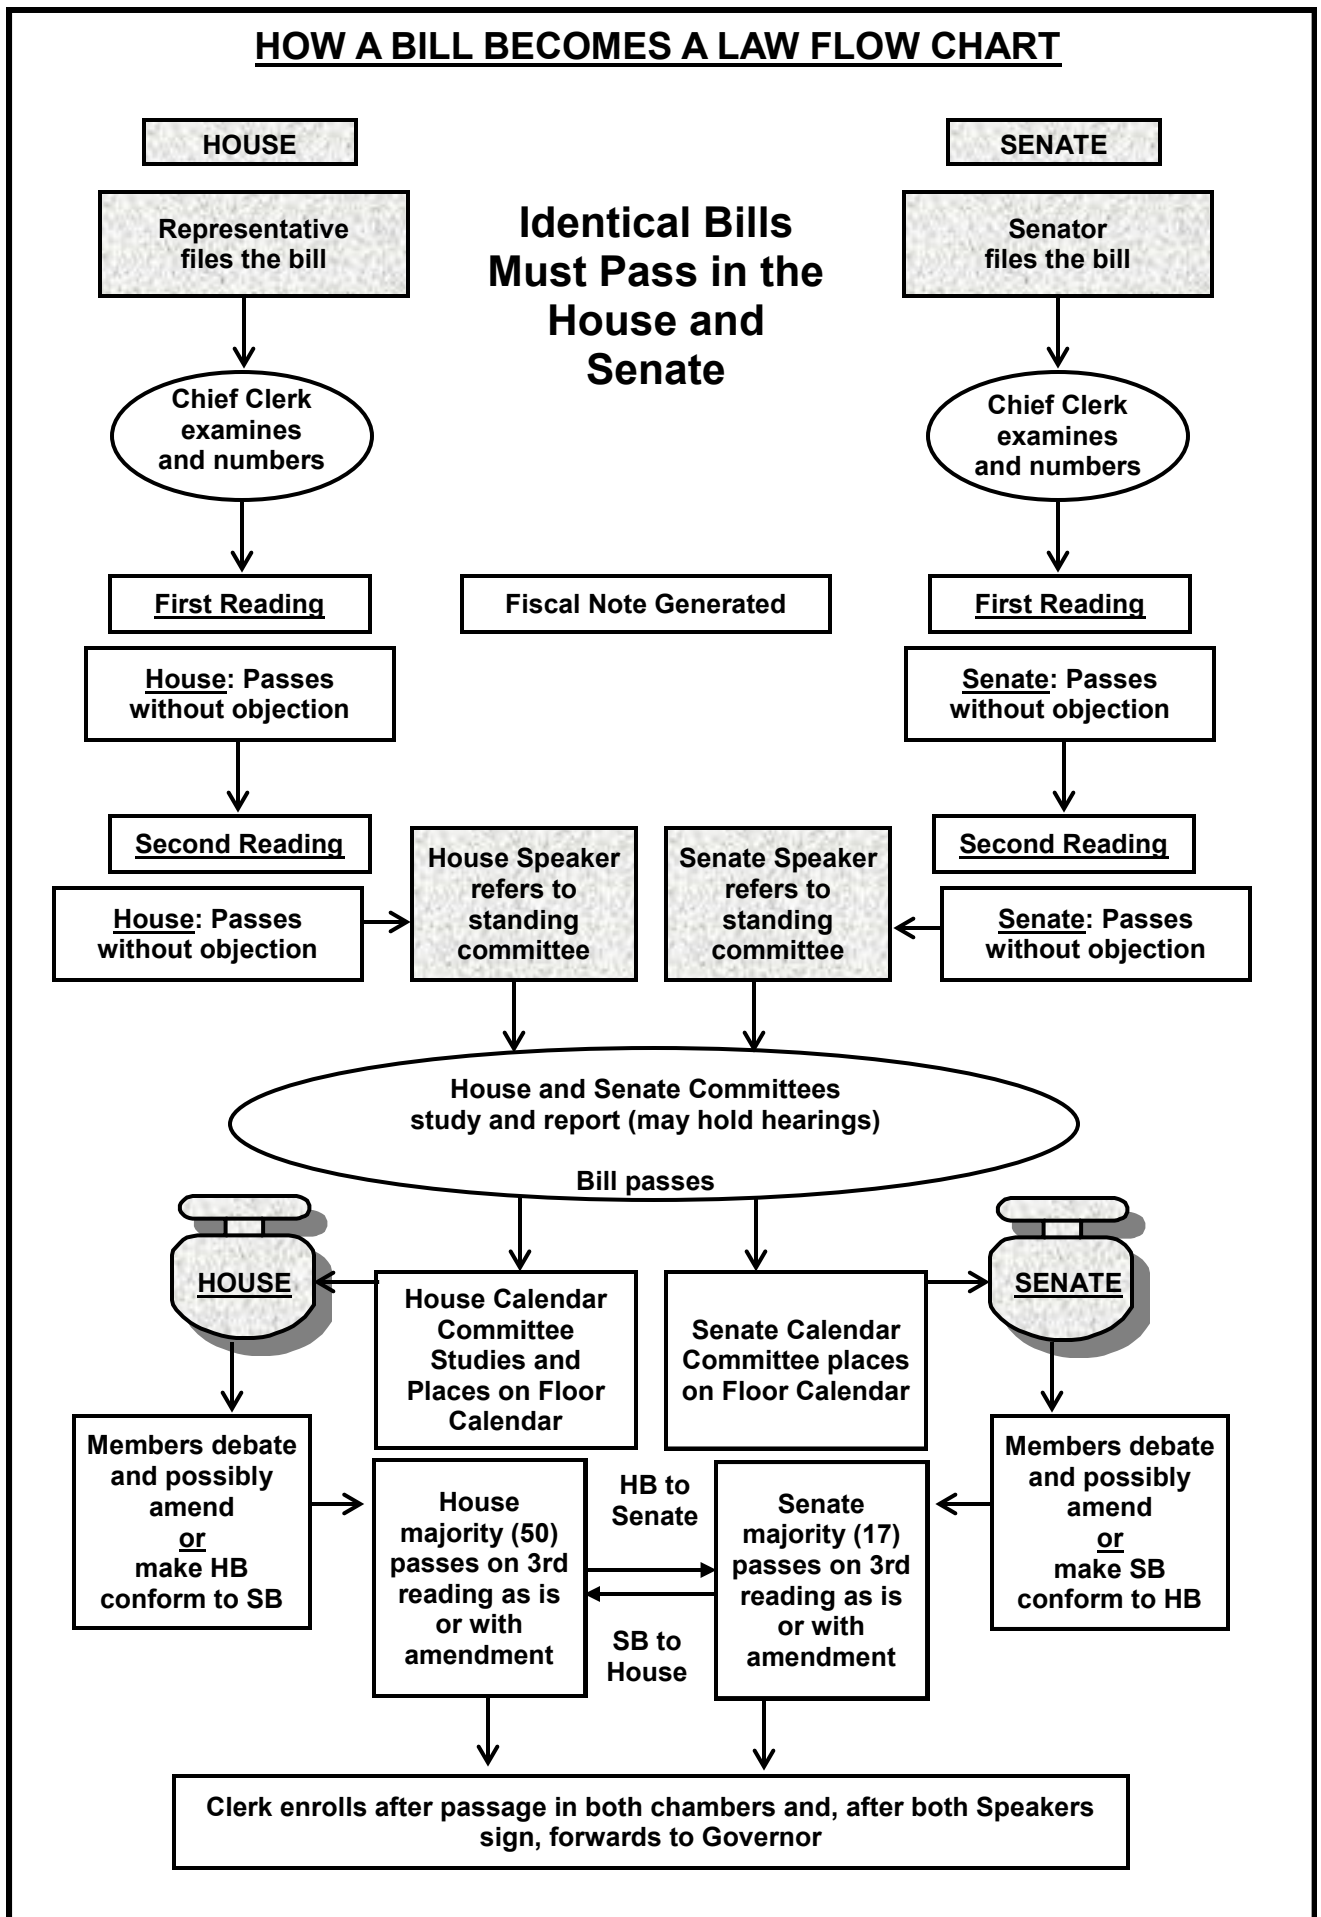 HOW A BILL BECOMES A LAW FLOW CHART
HOUSE
SENATE
Representative
files the bill
Identical Bills
Must Pass in the
House and
Senate
Senator
files the bill
Chief Clerk
examines
and numbers
Chief Clerk
examines
and numbers
First Reading
Fiscal Note Generated
First Reading
House: Passes
without objection
Senate: Passes
without objection
Second Reading
House: Passes
without objection
House Speaker
refers to
standing
committee
Senate Speaker
refers to
standing
committee
Second Reading
Senate: Passes
without objection
House and Senate Committees
study and report (may hold hearings)
Bill passes
HOUSE
House Calendar
Committee
Studies and
Places on Floor
Calendar
Senate Calendar
Committee places
on Floor Calendar
SENATE
Members debate
and possibly
amend
or
make HB
conform to SB
House
majority (50)
passes on 3rd
reading as is
or with
amendment
HB to
Senate
SB to
House
Senate
majority (17)
passes on 3rd
reading as is
or with
amendment
Members debate
and possibly
amend
or
make SB
conform to HB
Clerk enrolls after passage in both chambers and, after both Speakers
sign, forwards to Governor